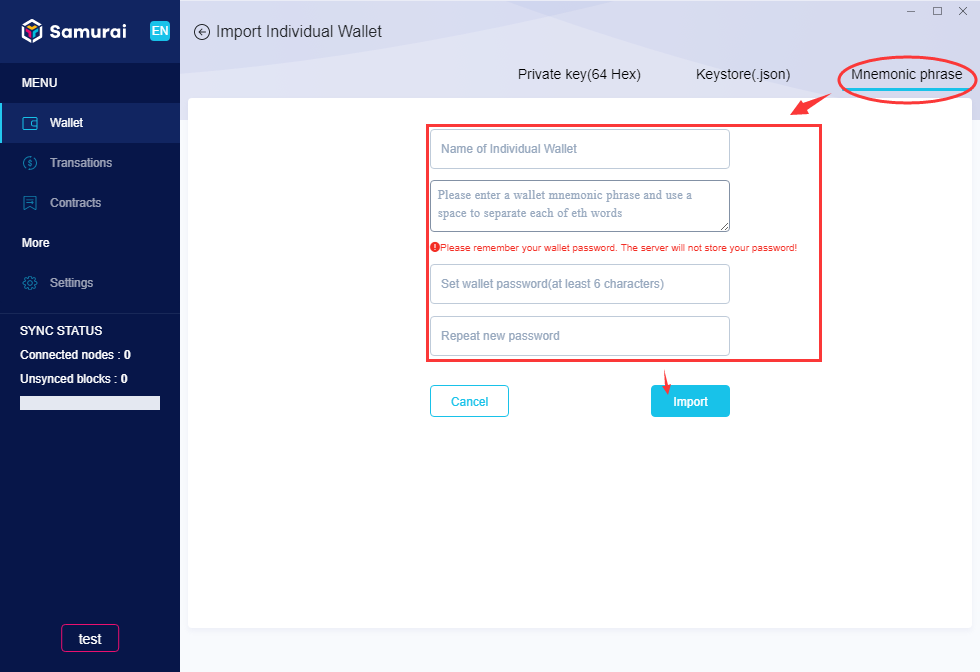 Samurai
EN
MENU
Wallet
Transations
Contracts
More
Settings
SYNC STATUS
Connected nodes : 0
Unsynced blocks : 0
test
Import Individual Wallet
Private key(64 Hex)
Keystore(.json)
Mnemonic phrase
Name of Individual Wallet
Please enter a wallet mnemonic phrase and use a
space to separate each of eth words
Please remember your wallet password. The server will not store your password!
Set wallet password(at least 6 characters)
Repeat new password
Cancel
Import